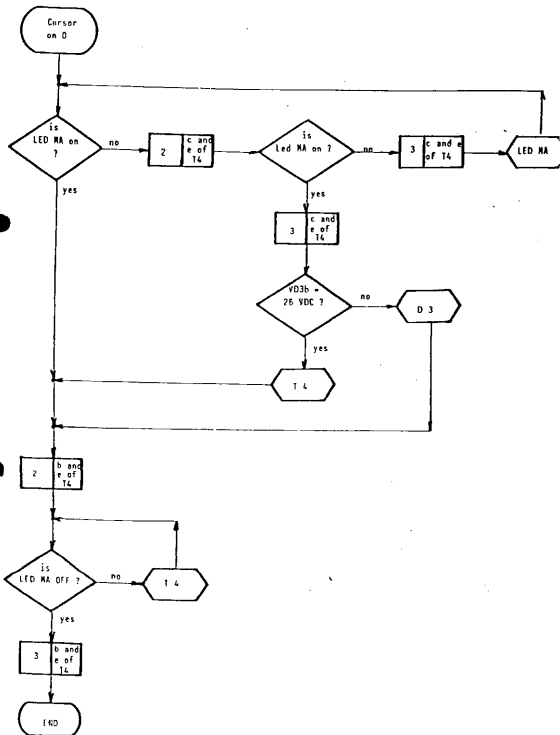 Cursor
on 0
is
LED MA on
?
no
2
c and
e of
T4
is
Led MA on ?
no
3
c and e
of T4
LED MA
yes
yes
3
c and
e of
T4
VD3b =
26 VDC ?
no
D 3
yes
T 4
2
b and
e of
T4
is
LED MA OFF ?
no
T 4
yes
3
b and
e of
T4
END